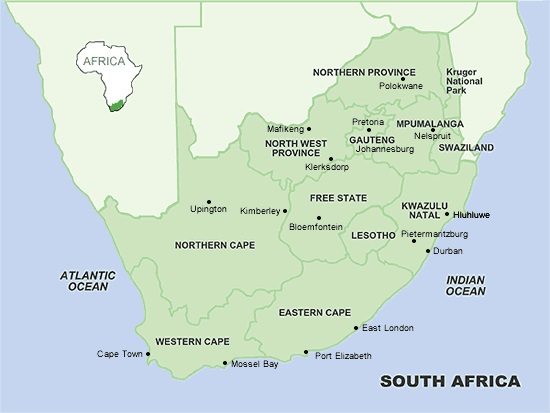 AFRICA
NORTHERN PROVINCE
Polokwane
Kruger
National
Park
Mafikeng
Pretona
MPUMALANGA
Nelspruit
NORTH WEST
PROVINCE
GAUTENG
Johannesburg
SWAZILAND
Klerksdorp
FREE STATE
Upington
Kimberley
Bloemfontein
KWAZULU
NATAL
Hluhluwe
LESOTHO
Pietermantzburg
Durban
NORTHERN CAPE
ATLANTIC
OCEAN
INDIAN
OCEAN
EASTERN CAPE
East London
WESTERN CAPE
Cape Town
Mossel Bay
Port Elizabeth
SOUTH AFRICA